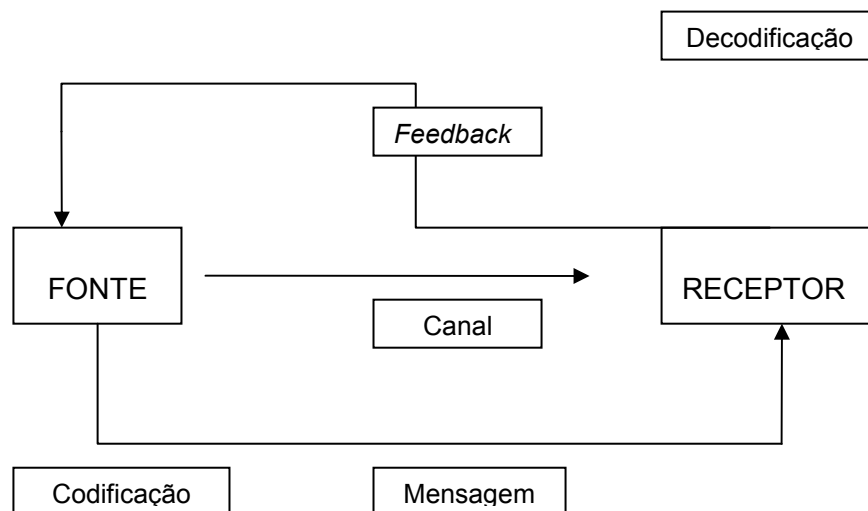 Decodificação
Feedback
FONTE
RECEPTOR
Canal
Codificação
Mensagem